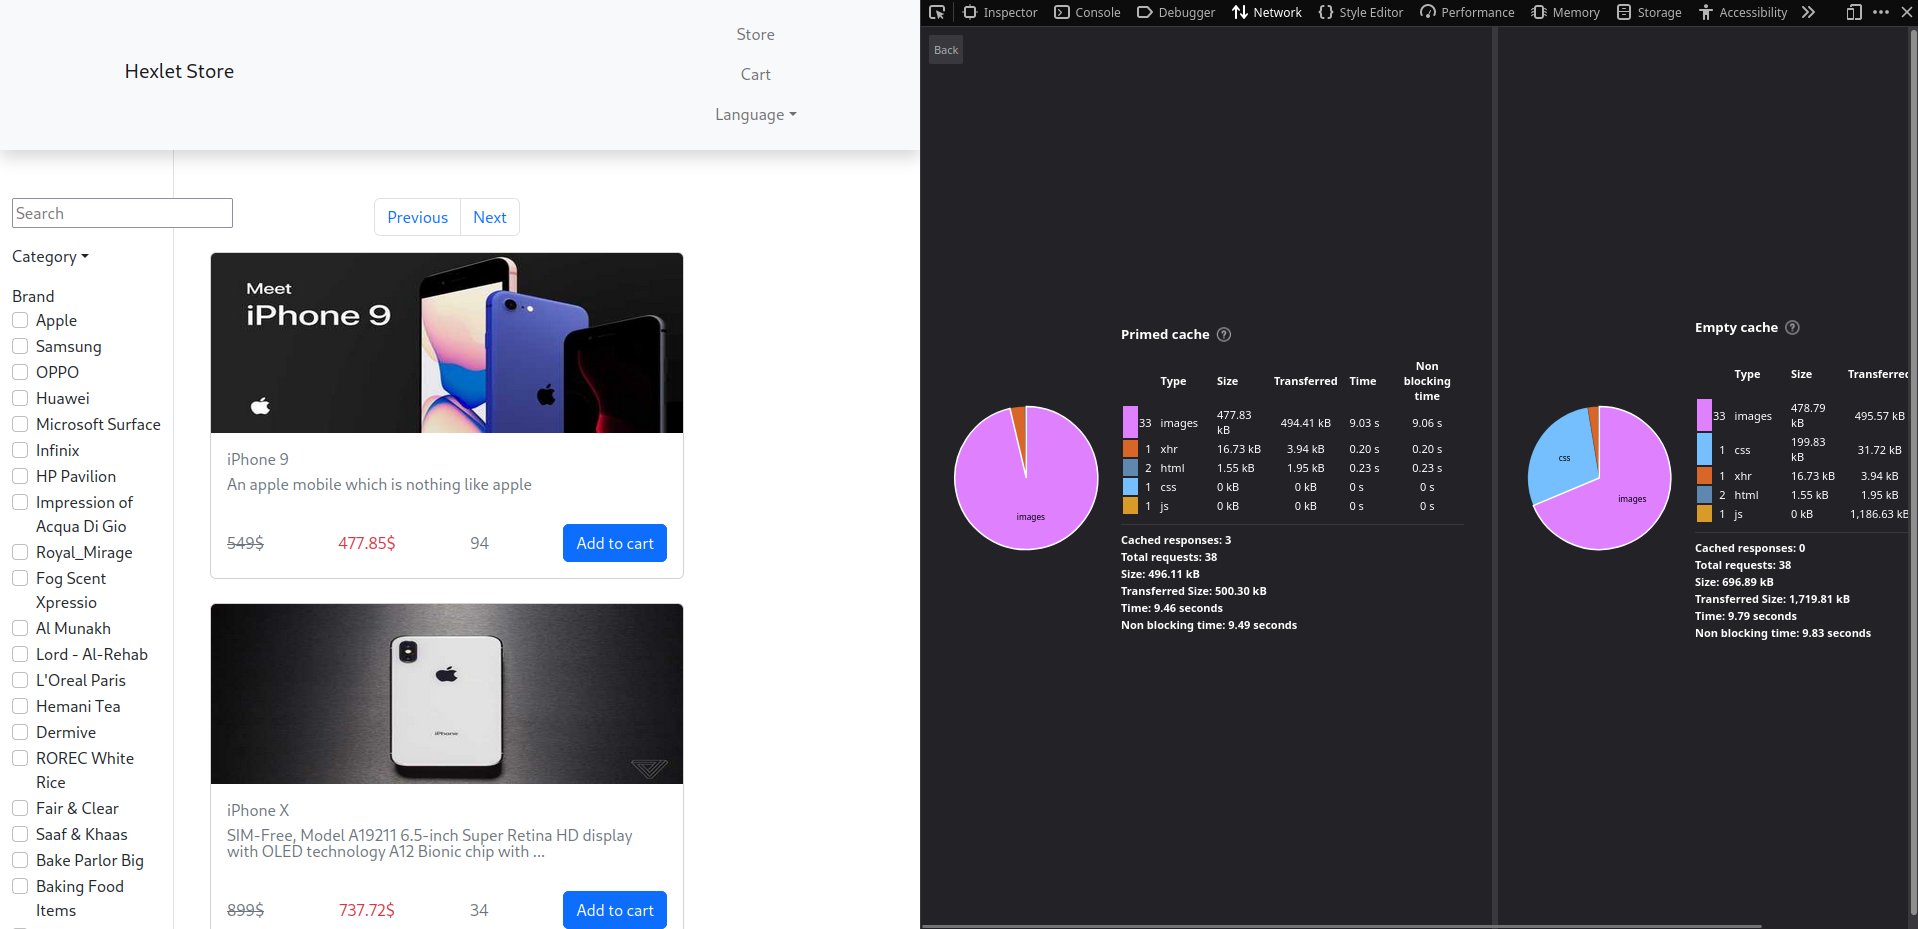 Hexlet Store
Store
Cart
Language
Search
Category
Brand
Apple
Samsung
OPPO
Huawei
Microsoft Surface
Infinix
HP Pavilion
Impression of
Acqua Di Gio
Royal_Mirage
Fog Scent
Xpressio
Al Munakh
Lord - Al-Rehab
L'Oreal Paris
Hemani Tea
Dermive
ROREC White
Rice
Fair & Clear
Saaf & Khaas
Bake Parlor Big
Baking Food
Items
Previous Next
Meet
iPhone 9
iPhone 9
An apple mobile which is nothing like apple
549$ 477.85$ 94 Add to cart
iPhone
iPhone X
SIM-Free, Model A19211 6.5-inch Super Retina HD display
with OLED technology A12 Bionic chip with ...
899$ 737.72$ 34 Add to cart
Inspector Console Debugger Network Style Editor Performance Memory Storage Accessibility
Back
Primed cache
Type Size Transferred Time Non
blocking
time
33 images 477.83
kB 494.41 kB 9.03 s 9.06 s
1 xhr 16.73 kB 3.94 kB 0.20 s 0.20 s
2 html 1.55 kB 1.95 kB 0.23 s 0.23 s
1 css 0 kB 0 kB 0 s 0 s
1 js 0 kB 0 kB 0 s 0 s
images
Cached responses: 3
Total requests: 38
Size: 496.11 kB
Transferred Size: 500.30 kB
Time: 9.46 seconds
Non blocking time: 9.49 seconds
Empty cache
Type Size Transferred
33 images 478.79
kB 495.57 kB
1 css 199.83
kB 31.72 kB
1 xhr 16.73 kB 3.94 kB
2 html 1.55 kB 1.95 kB
1 js 0 kB 1,186.63 kB
css
images
Cached responses: 0
Total requests: 38
Size: 696.89 kB
Transferred Size: 1,719.81 kB
Time: 9.79 seconds
Non blocking time: 9.83 seconds